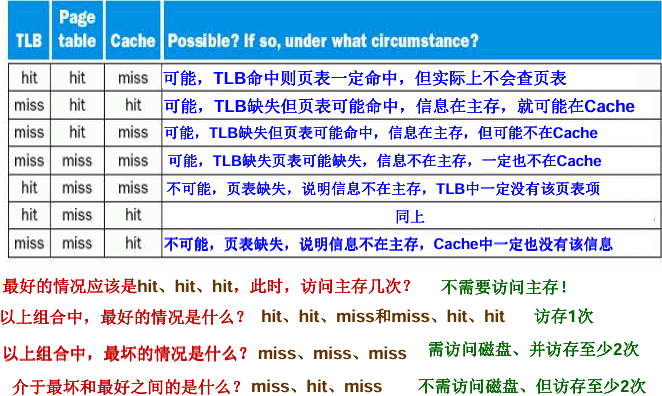 TLB Page table Cache Possible? If so, under what circumstance?
hit hit miss 可能，TLB命中则页表一定命中，但实际上不会查页表
miss hit hit 可能，TLB缺失但页表可能命中，信息在主存，就可能在Cache
miss hit miss 可能，TLB缺失但页表可能命中，信息在主存，但可能不在Cache
miss miss miss 可能，TLB缺失页表可能缺失，信息不在主存，一定也不在Cache
hit miss miss 不可能，页表缺失，说明信息不在主存，TLB中一定没有该页表项
hit miss hit 同上
miss miss hit 不可能，页表缺失，说明信息不在主存，Cache中一定也没有该信息
最好的情况应该是hit、hit、hit，此时，访问主存几次？ 不需要访问主存！
以上组合中，最好的情况是什么？ hit、hit、miss和miss、hit、hit 访存1次
以上组合中，最坏的情况是什么？ miss、miss、miss 需访问磁盘、并访存至少2次
介于最坏和最好之间的是什么？ miss、hit、miss 不需访问磁盘、但访存至少2次